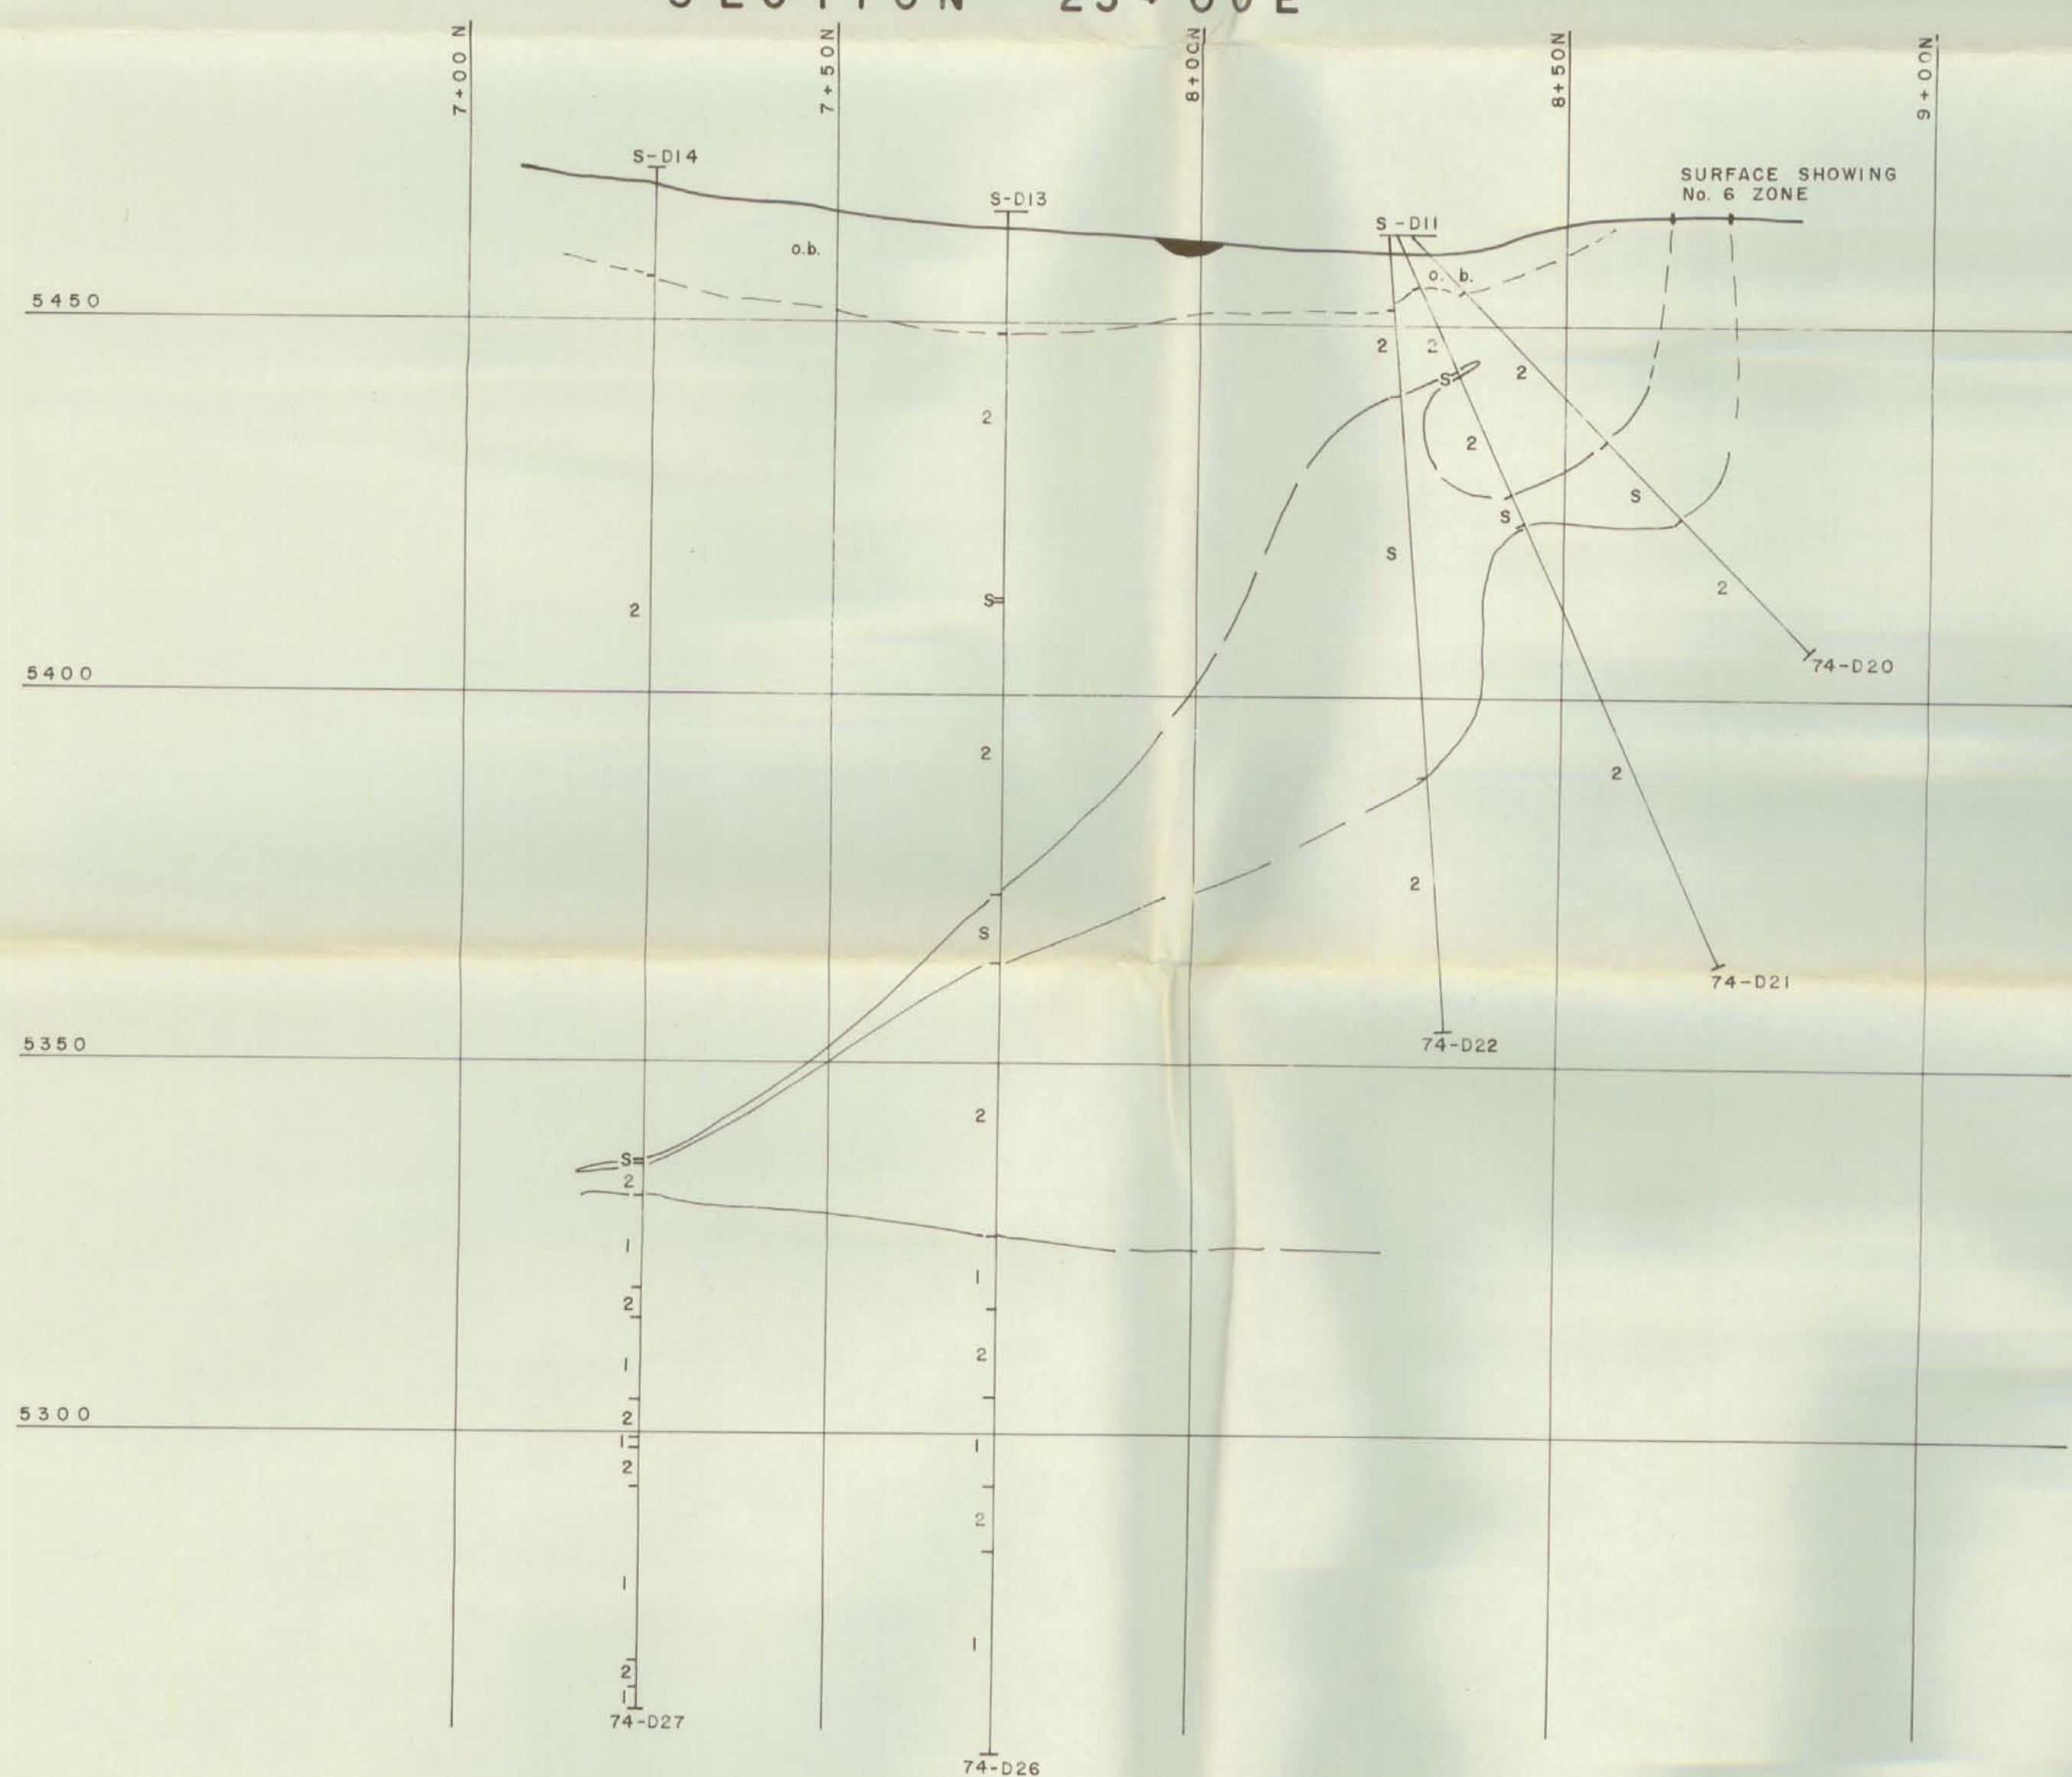 SECTION 25+00E
7+00 N
7+50N
8+00N
8+50N
9+00N
S-D14
S-D13
S-D11
SURFACE SHOWING
No. 6 ZONE
o.b.
o. b.
5450
2
2
S
2
2
2
S
S
S
2
S
2
74-D20
5400
2
2
2
S
74-D21
5350
74-D22
2
S
2
1
1
2
2
1
5300
2
1
1
2
2
1
1
2
1
74-D27
74-D26